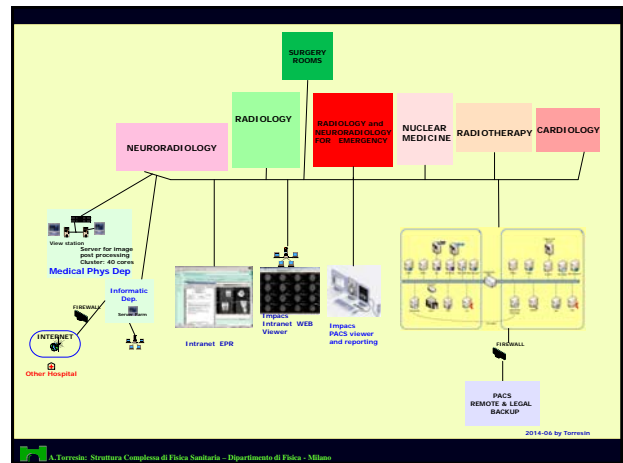 SURGERY
ROOMS
RADIOLOGY
RADIOLOGY and
NEURORADIOLOGY
FOR EMERGENCY
NUCLEAR
MEDICINE
RADIOTHERAPY
CARDIOLOGY
NEURORADIOLOGY
View station
Server for image
post processing
Cluster: 40 cores
Medical Phys Dep
Informatic
Dep.
Server Farm
FIREWALL
INTERNET
Other Hospital
Intranet EPR
Impacs
Intranet WEB
Viewer
Impacs
PACS viewer
and reporting
FIREWALL
PACS
REMOTE & LEGAL
BACKUP
2014-06 by Torresin
A.Torresin: Struttura Complessa di Fisica Sanitaria – Dipartimento di Fisica - Milano